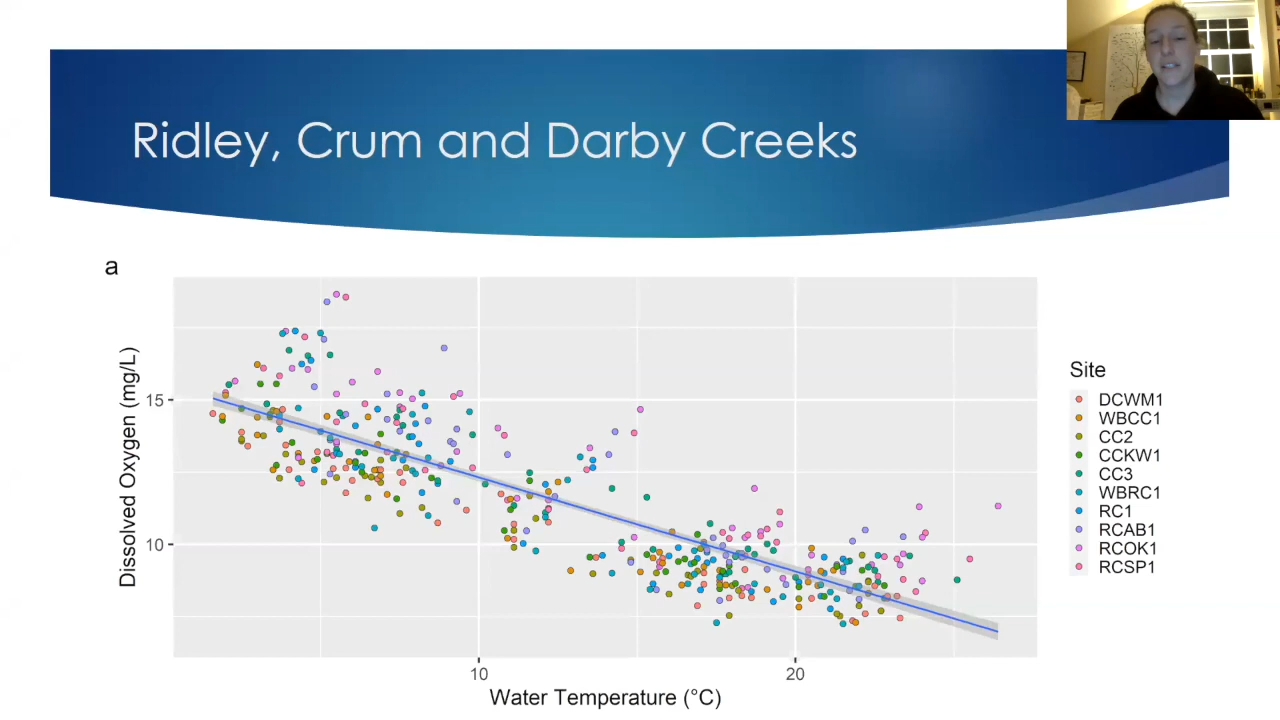 Ridley, Crum and Darby Creeks
a
Dissolved Oxygen (mg/L)
15
10
10
20
Water Temperature (°C)
Site
DCWM1
WBCC1
CC2
CCKW1
CC3
WBRC1
RC1
RCAB1
RCOK1
RCSP1